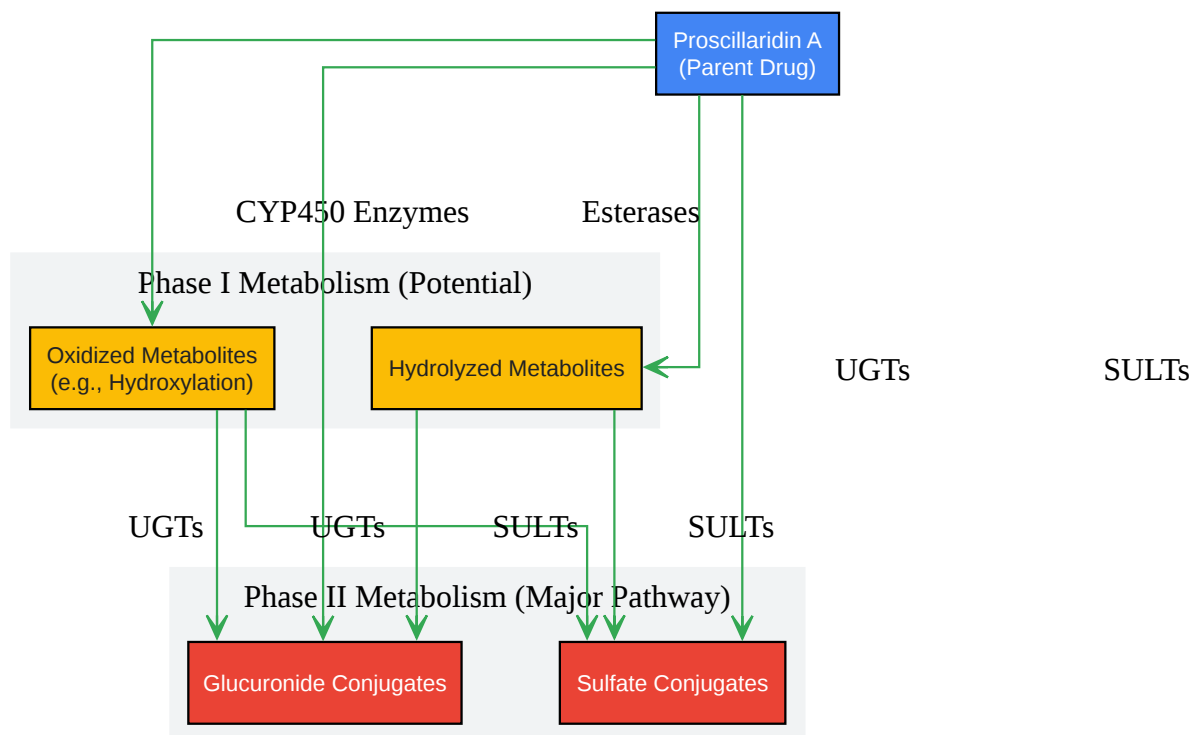 Proscillaridin A
(Parent Drug)
CYP450 Enzymes
Esterases
Phase I Metabolism (Potential)
Oxidized Metabolites
(e.g., Hydroxylation)
Hydrolyzed Metabolites
UGTs
SULTs
UGTs
UGTs
SULTs
SULTs
Phase II Metabolism (Major Pathway)
Glucuronide Conjugates
Sulfate Conjugates